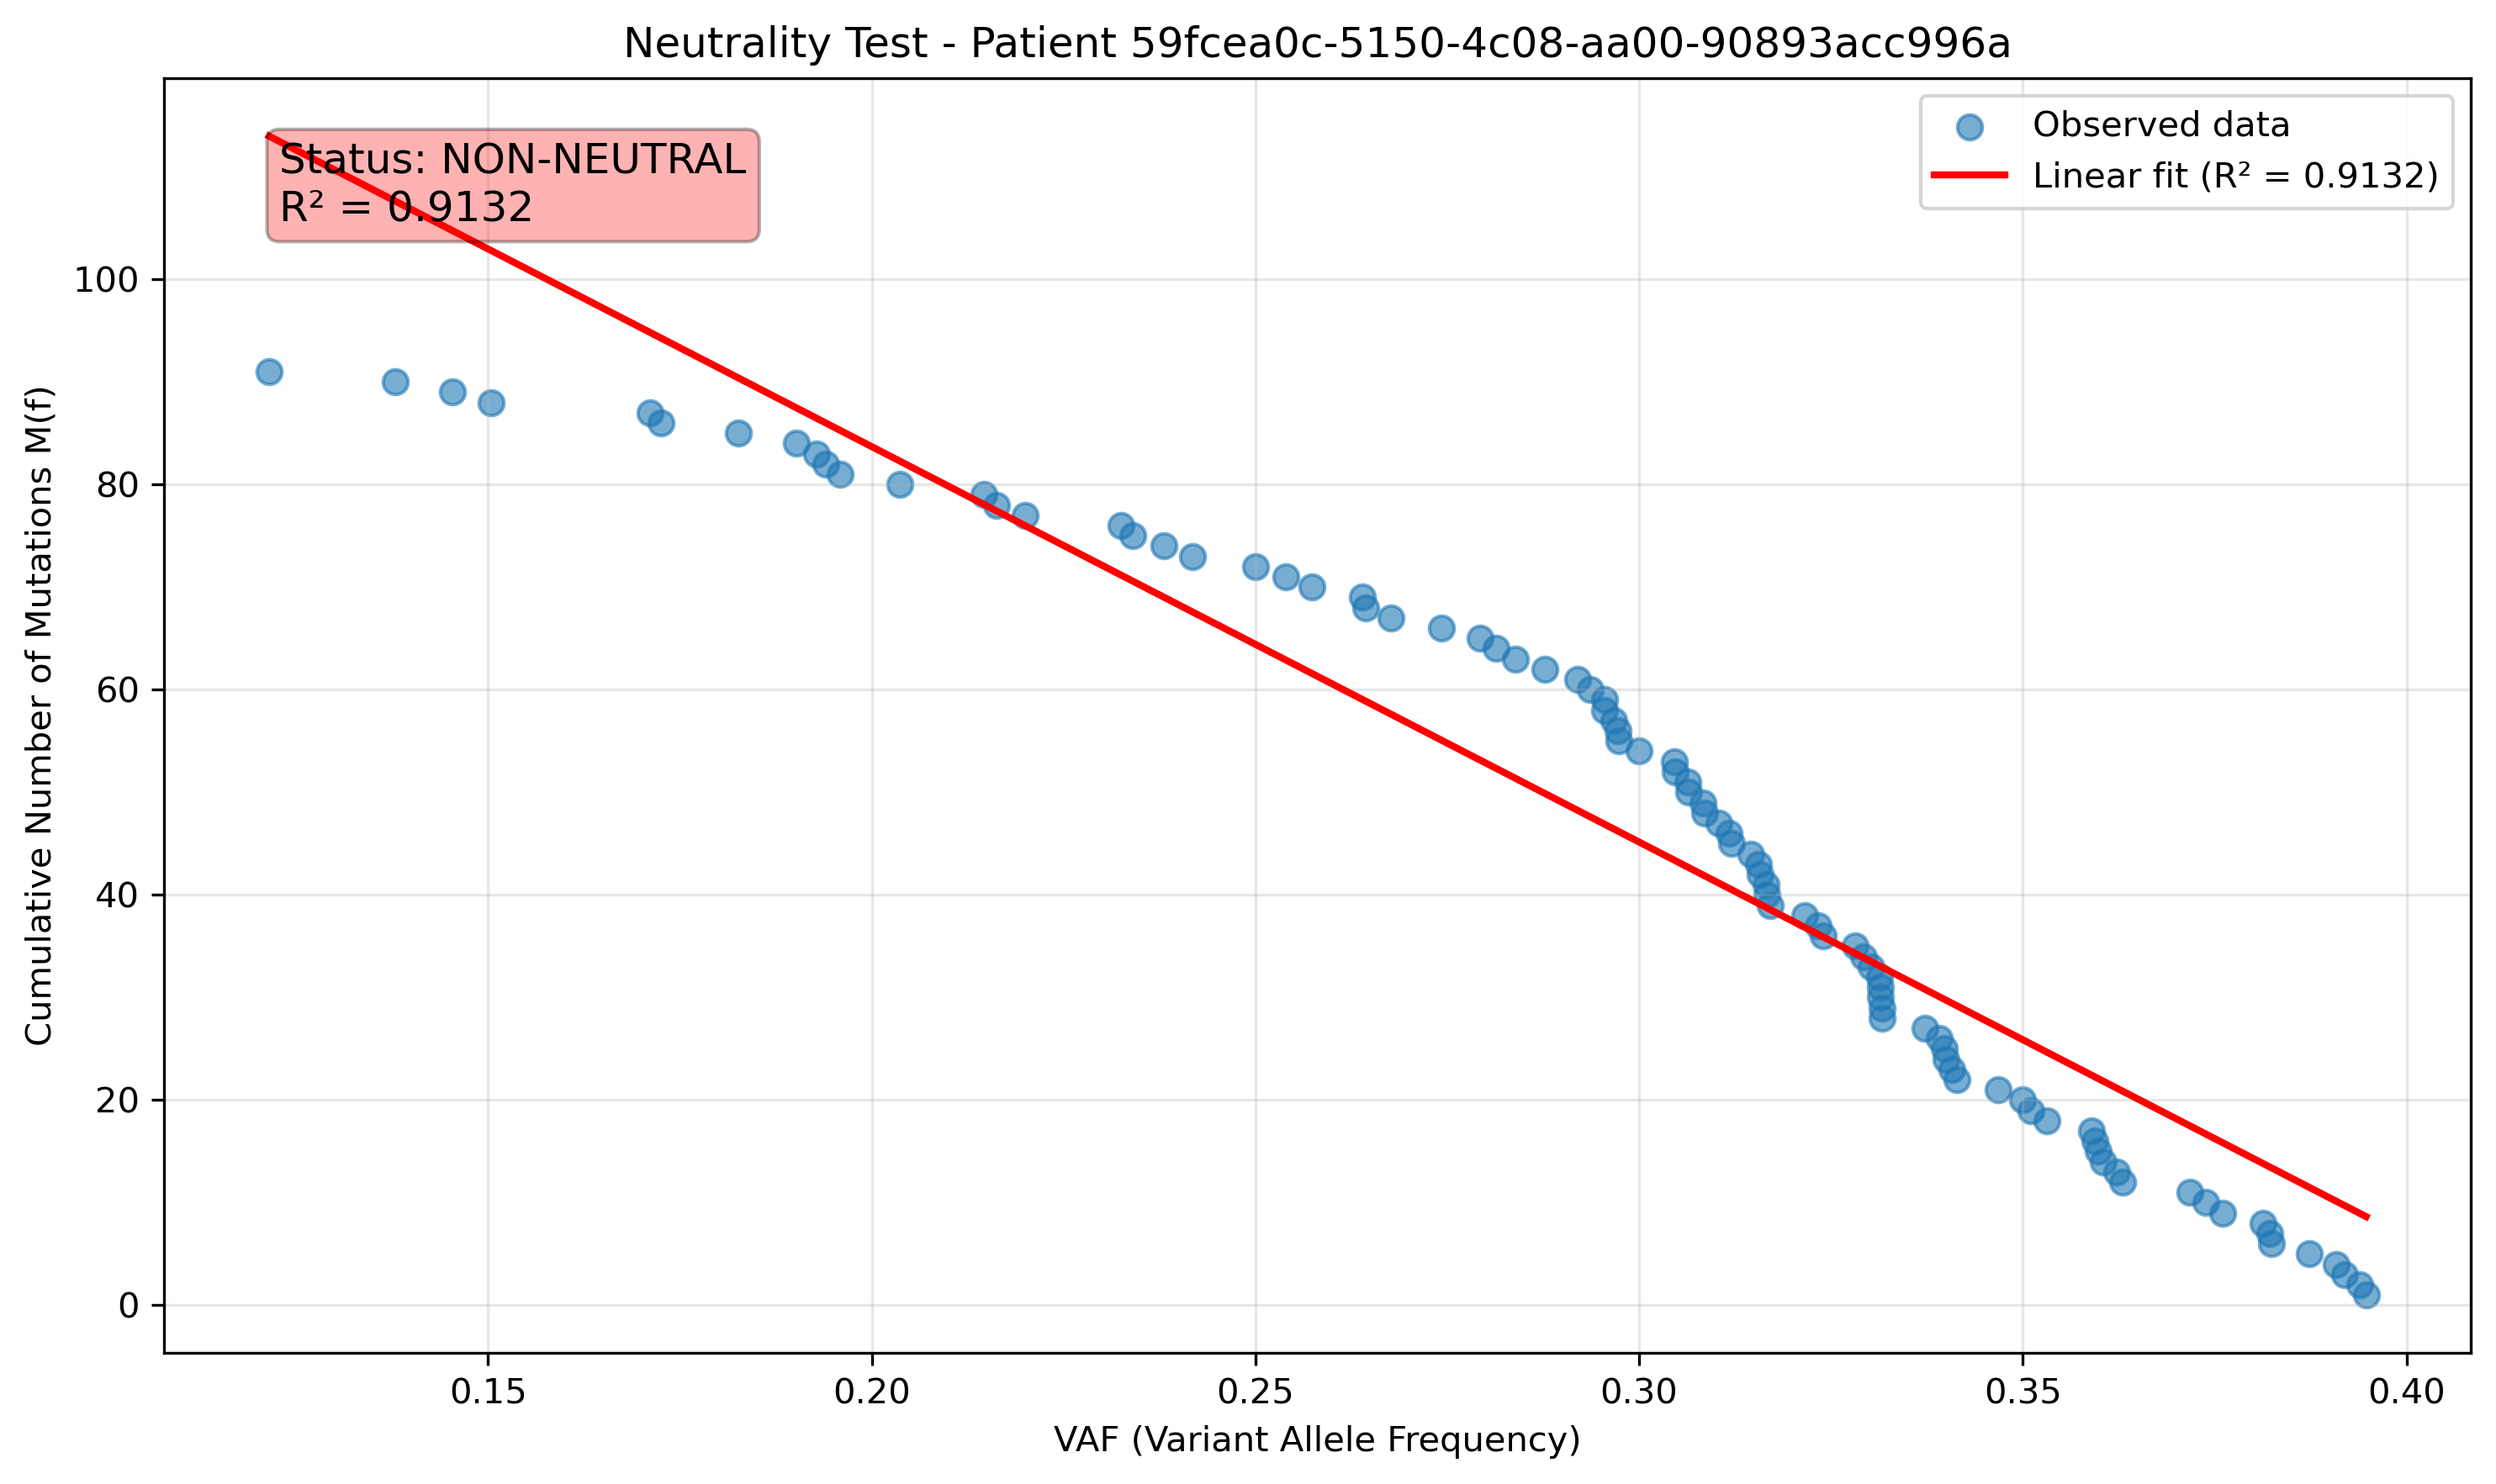 Neutrality Test - Patient 59fcea0c-5150-4c08-aa00-90893acc996a
Status: NON-NEUTRAL
R² = 0.9132
Observed data
Linear fit (R² = 0.9132)
Cumulative Number of Mutations M(f)
100
80
60
40
20
0
0.15
0.20
0.25
0.30
0.35
0.40
VAF (Variant Allele Frequency)